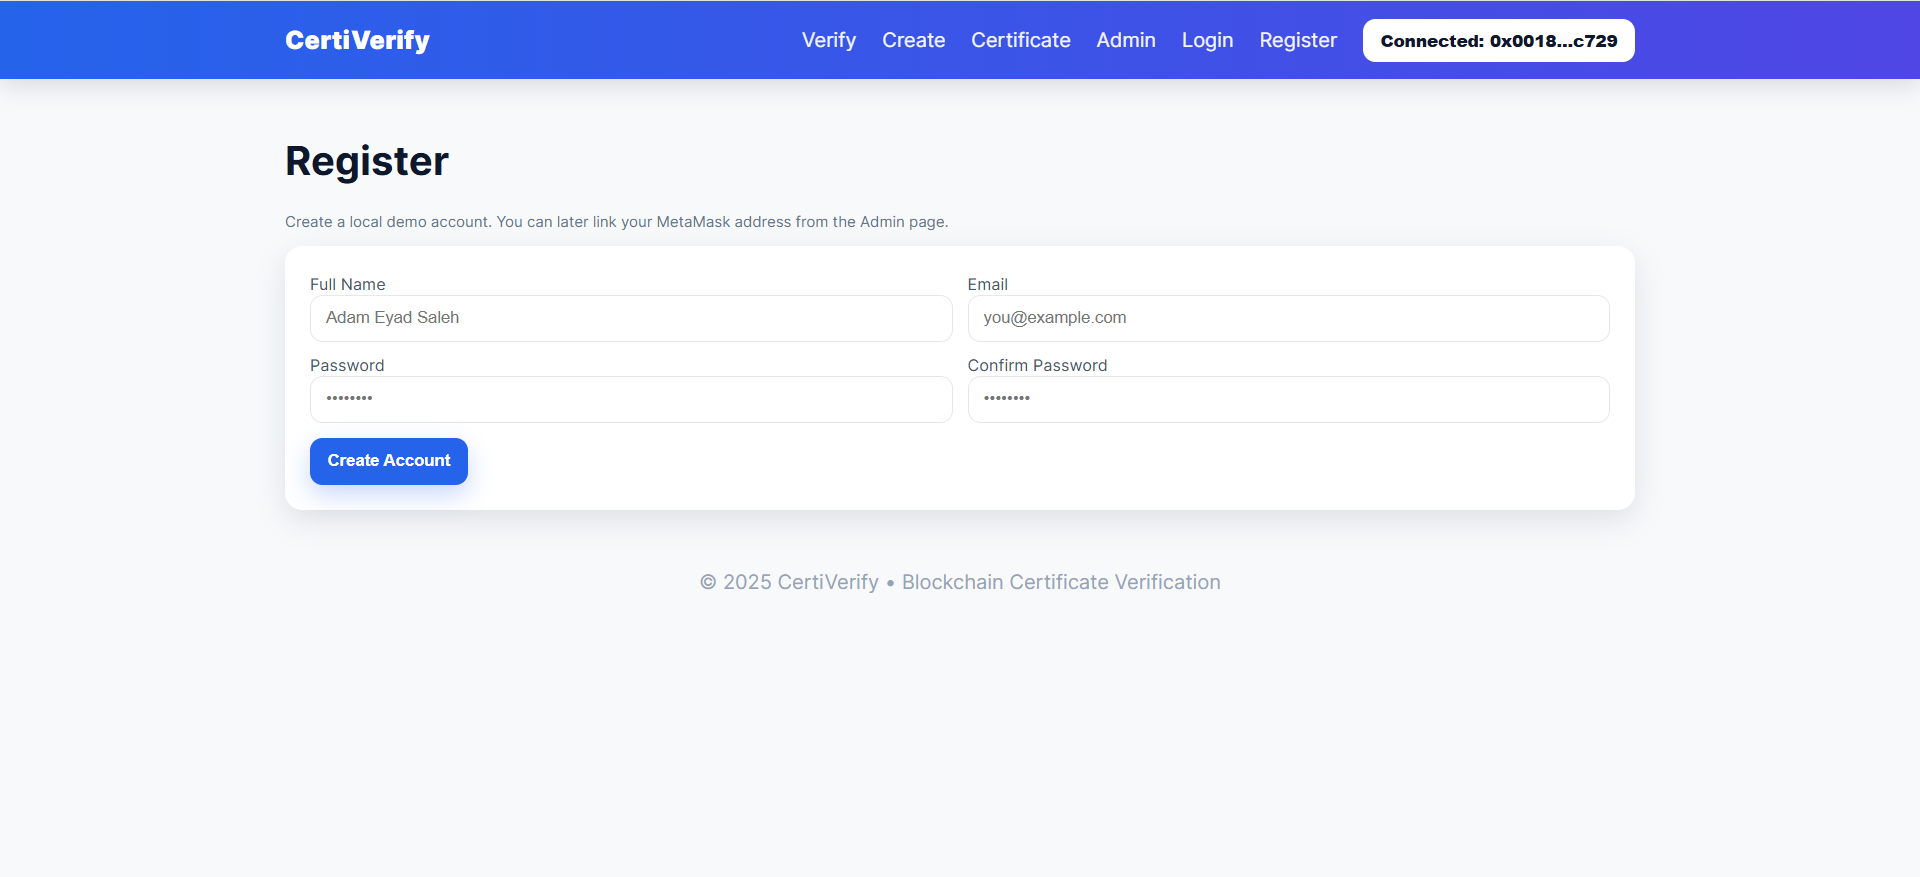 CertiVerify
Verify Create Certificate Admin Login Register Connected: 0x0018...c729
Register
Create a local demo account. You can later link your MetaMask address from the Admin page.
Full Name Email
Adam Eyad Saleh you@example.com
Password Confirm Password
•••••••• ••••••••
Create Account
© 2025 CertiVerify • Blockchain Certificate Verification